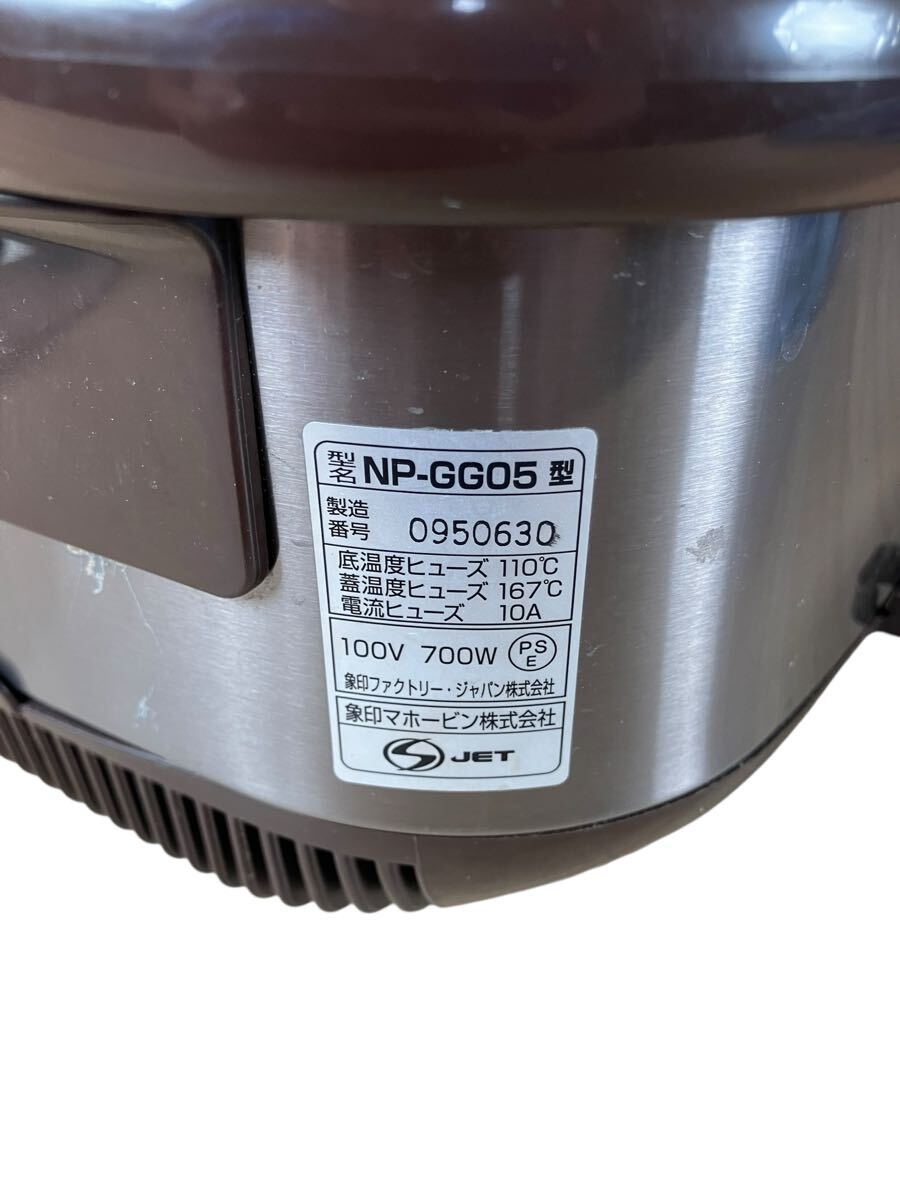 型名 NP-GG05 型
製造
番号 0950630
底温度ヒューズ 110℃
蓋温度ヒューズ 167℃
電流ヒューズ 10A
100V 700W PSE
象印ファクトリー・ジャパン株式会社
象印マホービン株式会社
S JET